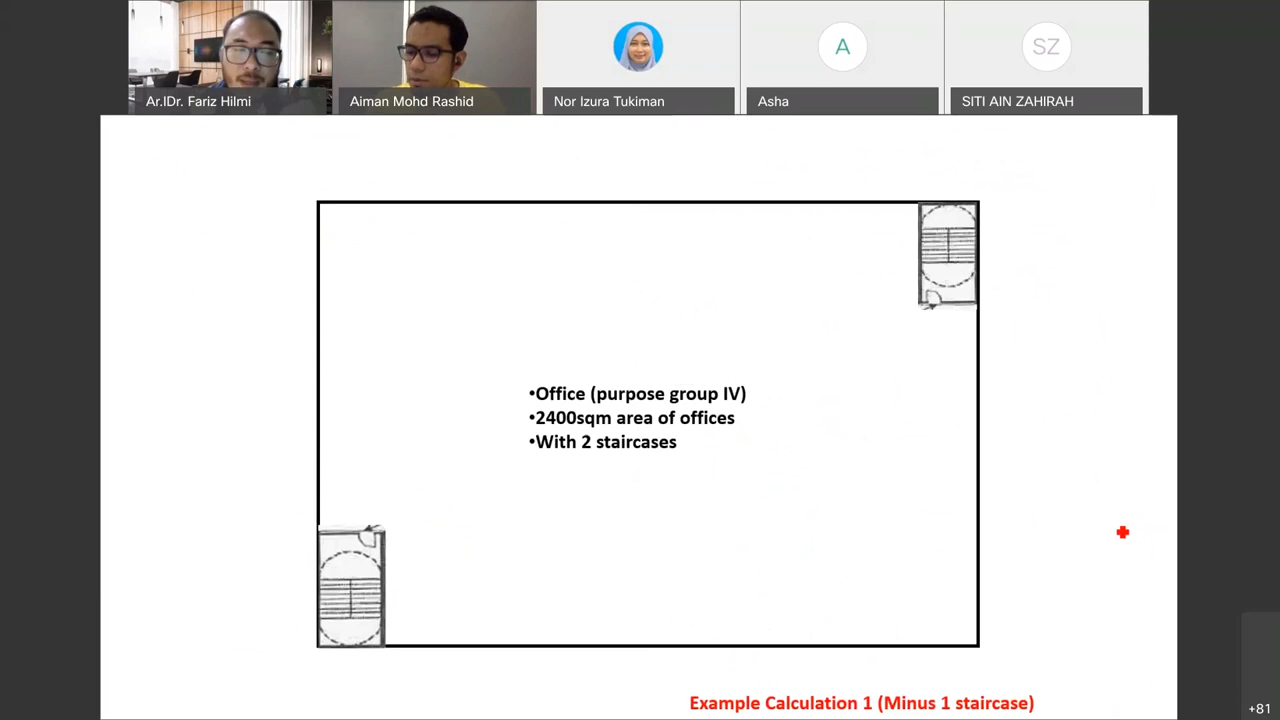 Ar.IDr. Fariz Hilmi
Aiman Mohd Rashid
Nor Izura Tukiman
A
Asha
SZ
SITI AIN ZAHIRAH
•Office (purpose group IV)
•2400sqm area of offices
•With 2 staircases
Example Calculation 1 (Minus 1 staircase)
+81